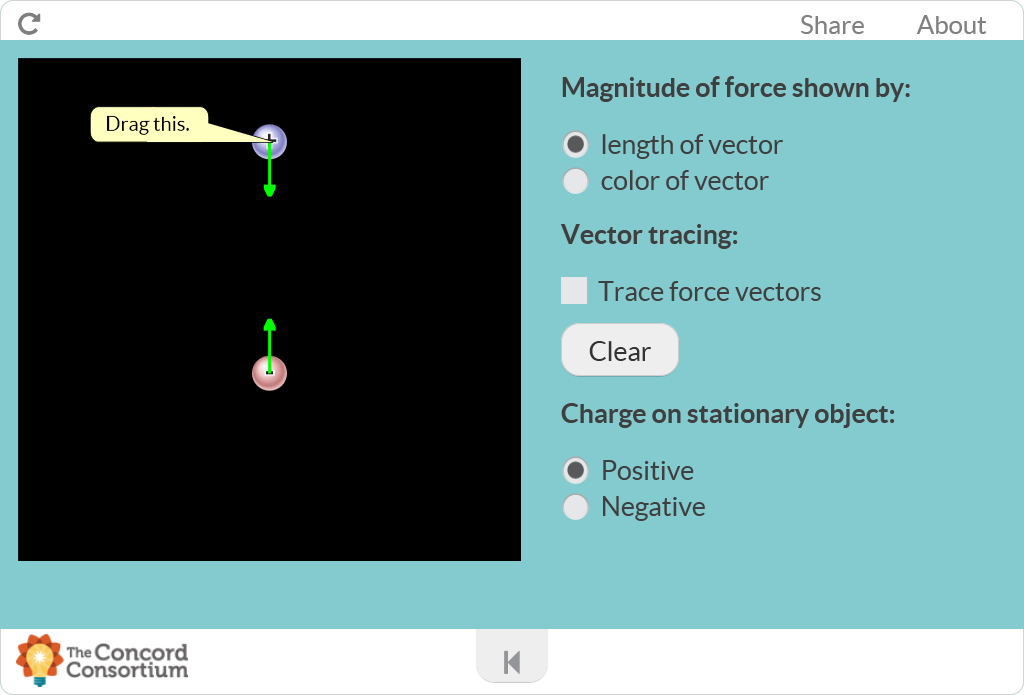 Share About
Drag this.
Magnitude of force shown by:
length of vector
color of vector
Vector tracing:
Trace force vectors
Clear
Charge on stationary object:
Positive
Negative
The Concord
Consortium